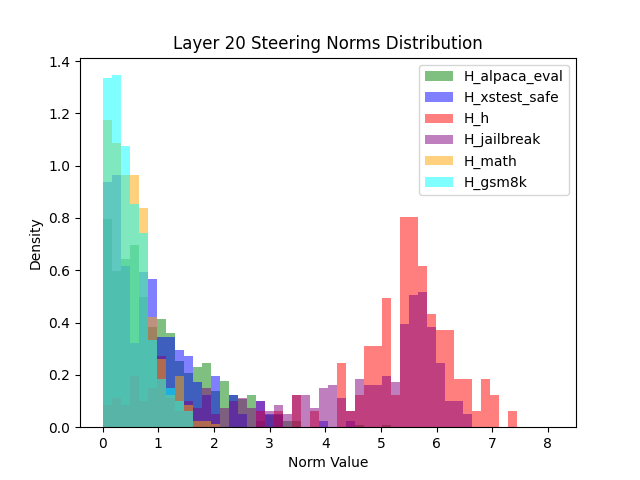 Layer 20 Steering Norms Distribution
1.4
1.2
1.0
0.8
0.6
0.4
0.2
0.0
Density
H_alpaca_eval
H_xstest_safe
H_h
H_jailbreak
H_math
H_gsm8k
0 1 2 3 4 5 6 7 8
Norm Value